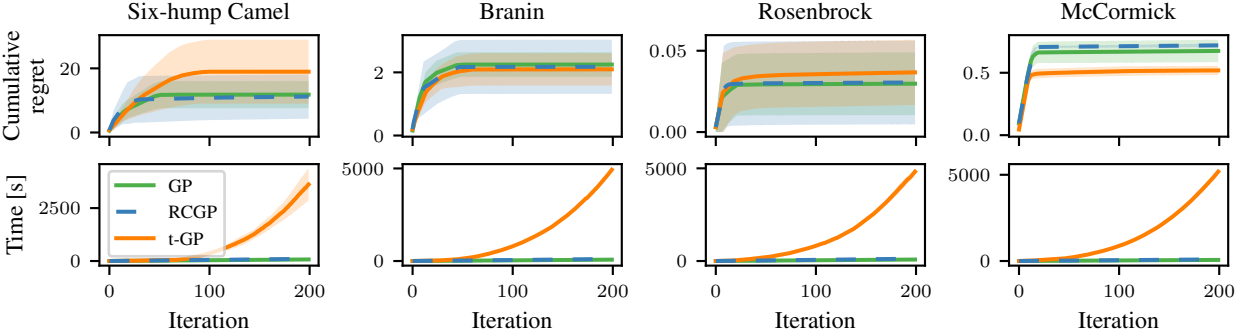 Six-hump Camel
Branin
Rosenbrock
McCormick
Cumulative
regret
20
0
2
0
0.05
0.00
0.5
0.0
Time [s]
2500
0
GP
RCGP
t-GP
5000
0
5000
0
5000
0
0 100 200
0 100 200
0 100 200
0 100 200
Iteration
Iteration
Iteration
Iteration